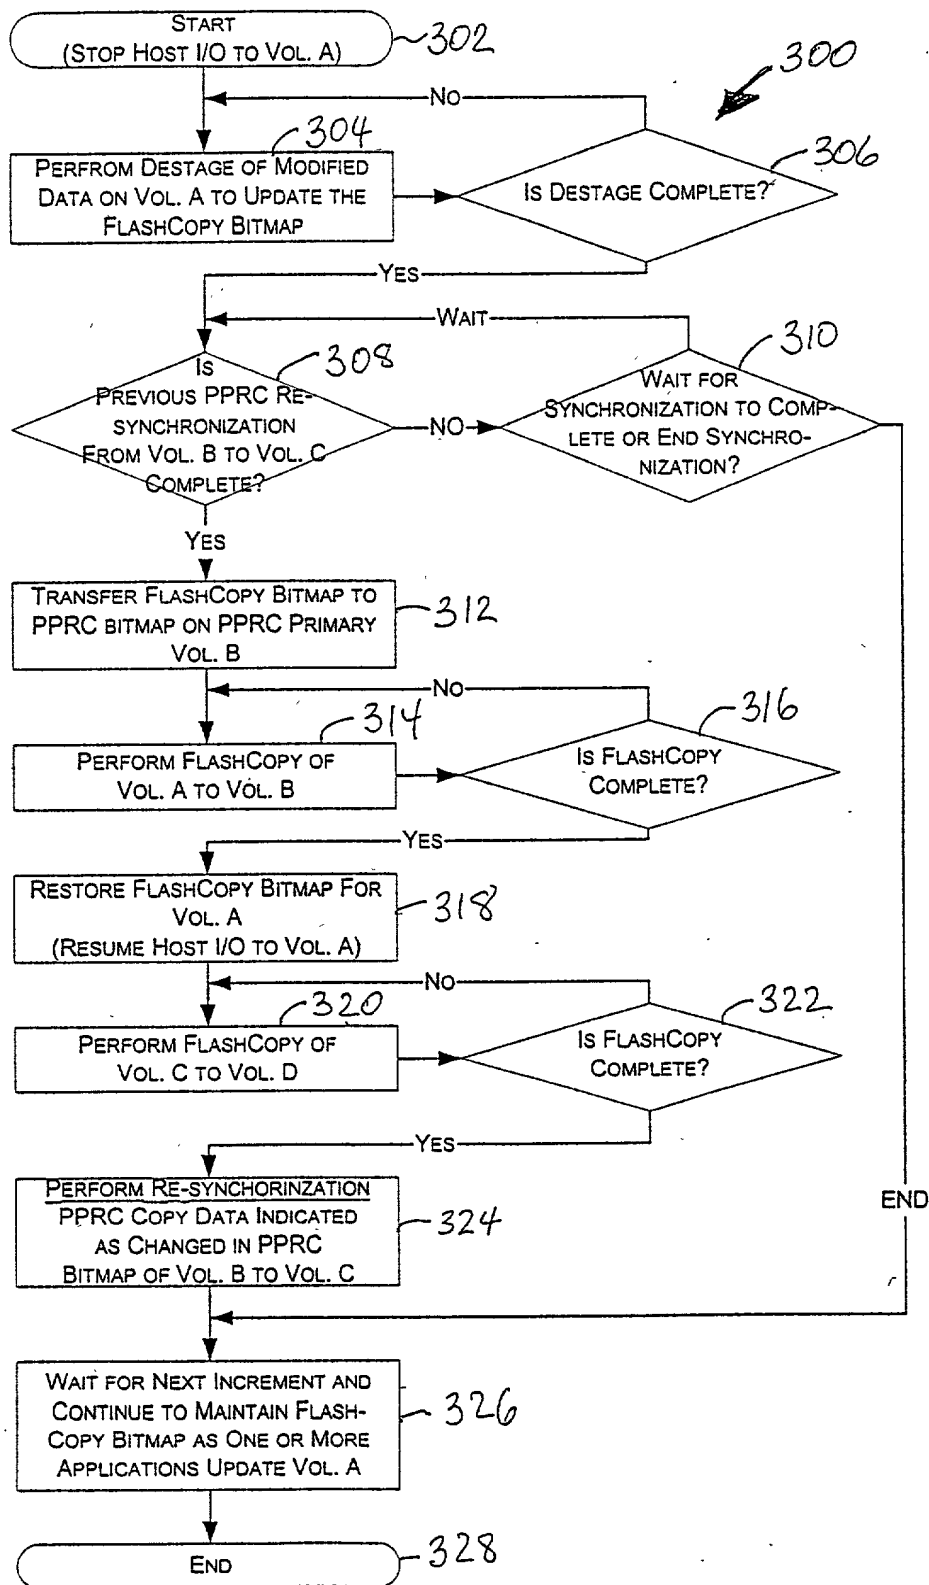 START
(STOP HOST I/O TO VOL. A)
302
300
NO
304
PERFROM DESTAGE OF MODIFIED
DATA ON VOL. A TO UPDATE THE
FLASHCOPY BITMAP
306
IS DESTAGE COMPLETE?
YES
WAIT
308
IS
PREVIOUS PPRC RE-
SYNCHRONIZATION
FROM VOL. B TO VOL. C
COMPLETE?
NO
310
WAIT FOR
SYNCHRONIZATION TO COMP-
LETE OR END SYNCHRO-
NIZATION?
YES
TRANSFER FLASHCOPY BITMAP TO
PPRC BITMAP ON PPRC PRIMARY
VOL. B
312
NO
314
PERFORM FLASHCOPY OF
VOL. A TO VOL. B
316
IS FLASHCOPY
COMPLETE?
YES
RESTORE FLASHCOPY BITMAP FOR
VOL. A
(RESUME HOST I/O TO VOL. A)
318
NO
320
PERFORM FLASHCOPY OF
VOL. C TO VOL. D
322
IS FLASHCOPY
COMPLETE?
YES
PERFORM RE-SYNCHORINZATION
PPRC COPY DATA INDICATED
AS CHANGED IN PPRC
BITMAP OF VOL. B TO VOL. C
324
END
WAIT FOR NEXT INCREMENT AND
CONTINUE TO MAINTAIN FLASH-
COPY BITMAP AS ONE OR MORE
APPLICATIONS UPDATE VOL. A
326
END
328